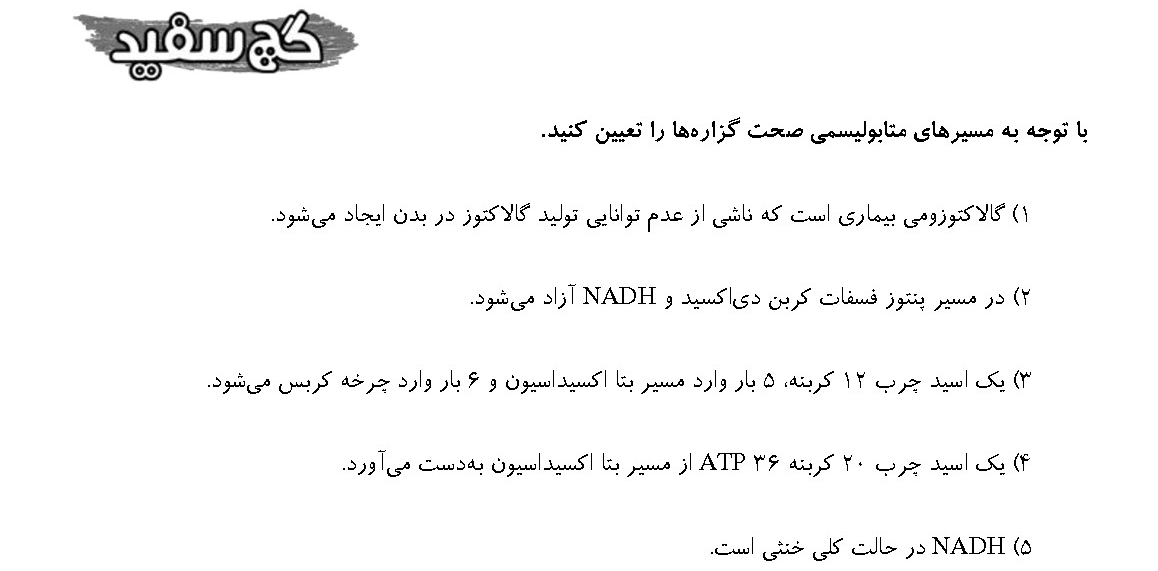 گچ سفید
با توجه به مسیرهای متابولیسمی صحت گزاره‌ها را تعیین کنید.
۱) گالاکتوزومی بیماری است که ناشی از عدم توانایی تولید گالاکتوز در بدن ایجاد می‌شود.
۲) در مسیر پنتوز فسفات کربن دی‌اکسید و NADH آزاد می‌شود.
۳) یک اسید چرب ۱۲ کربنه، ۵ بار وارد مسیر بتا اکسیداسیون و ۶ بار وارد چرخه کربس می‌شود.
۴) یک اسید چرب ۲۰ کربنه ۳۶ ATP از مسیر بتا اکسیداسیون به‌دست می‌آورد.
۵) NADH در حالت کلی خنثی است.